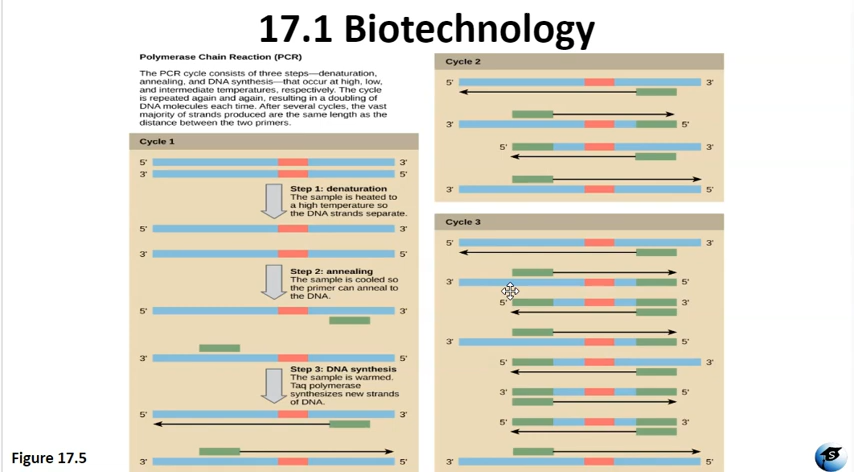 17.1 Biotechnology
Polymerase Chain Reaction (PCR)
The PCR cycle consists of three steps—denaturation,
annealing, and DNA synthesis—that occur at high, low,
and intermediate temperatures, respectively. The cycle
is repeated again and again, resulting in a doubling of
DNA molecules each time. After several cycles, the vast
majority of strands produced are the same length as the
distance between the two primers.
Cycle 1
5' 3'
3' 5'
Step 1: denaturation
The sample is heated to
a high temperature so
the DNA strands separate.
5' 3'
3' 5'
Step 2: annealing
The sample is cooled so
the primer can anneal to
the DNA.
5' 3'
3' 5'
Step 3: DNA synthesis
The sample is warmed.
Taq polymerase
synthesizes new strands
of DNA.
5' 3'
3' 5'
Cycle 2
5' 3'
3' 5'
5' 3'
3' 5'
Cycle 3
5' 3'
3' 5'
5' 3'
3' 5'
5' 3'
3' 5'
5' 3'
3' 5'
Figure 17.5
S